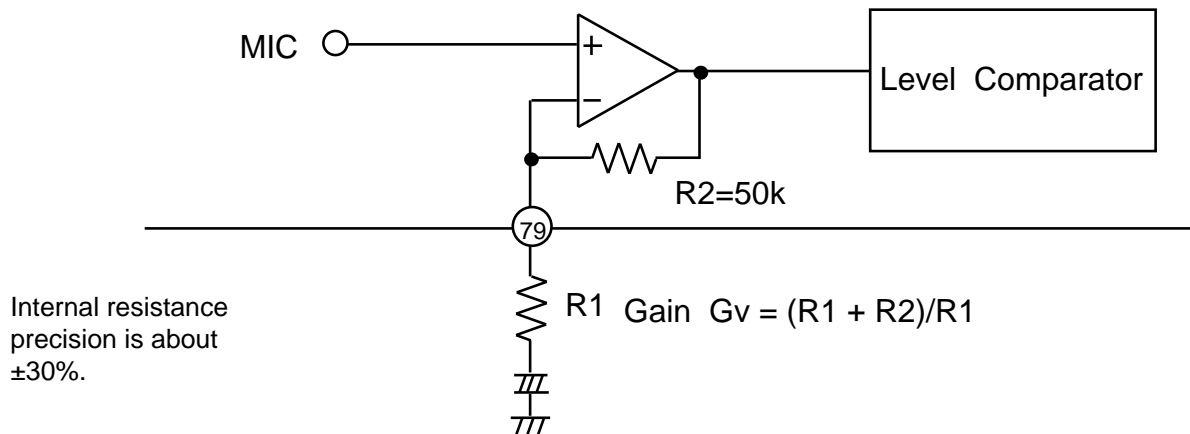 MIC
+
−
Level Comparator
R2=50k
79
R1 Gain Gv = (R1 + R2)/R1
Internal resistance
precision is about
±30%.